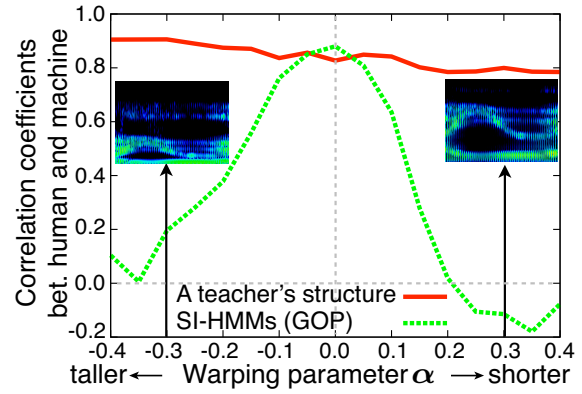 Correlation coefficients
bet. human and machine
1.0
0.8
0.6
0.4
0.2
0.0
-0.2
A teacher's structure
SI-HMMs (GOP)
-0.4 -0.3 -0.2 -0.1 0.0 0.1 0.2 0.3 0.4
taller ← Warping parameter α → shorter